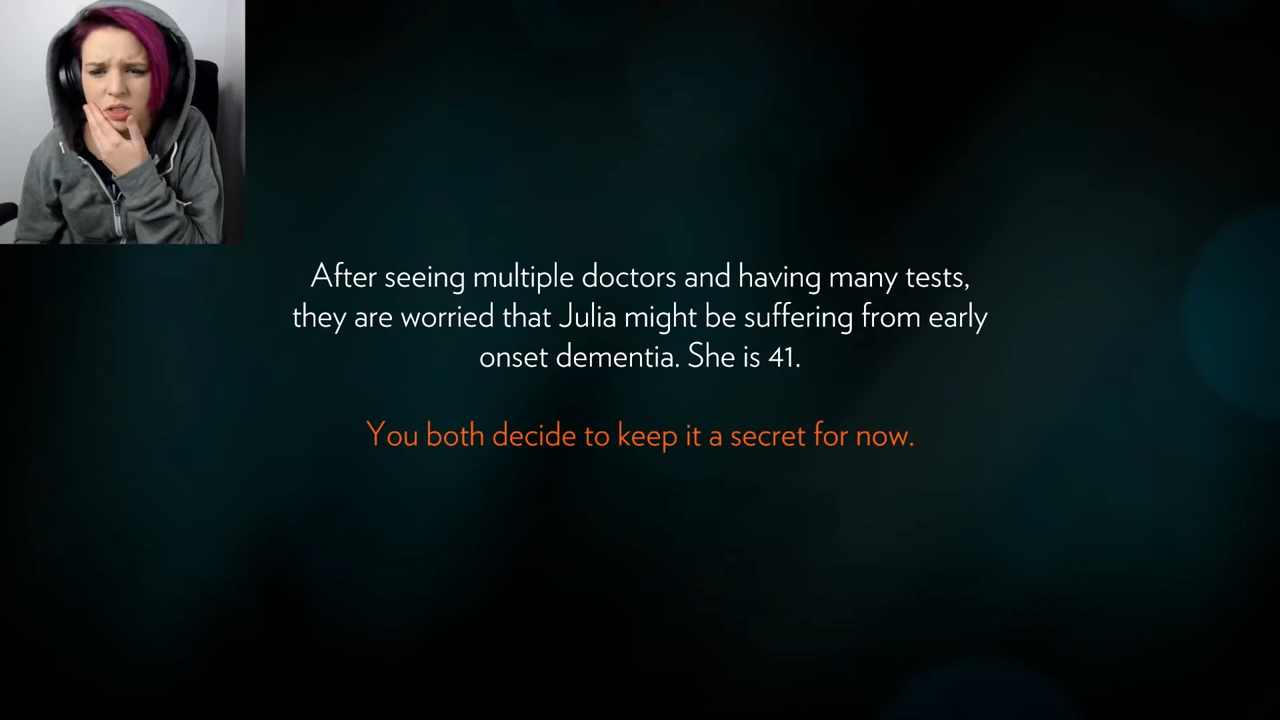 After seeing multiple doctors and having many tests,
they are worried that Julia might be suffering from early
onset dementia. She is 41.
You both decide to keep it a secret for now.